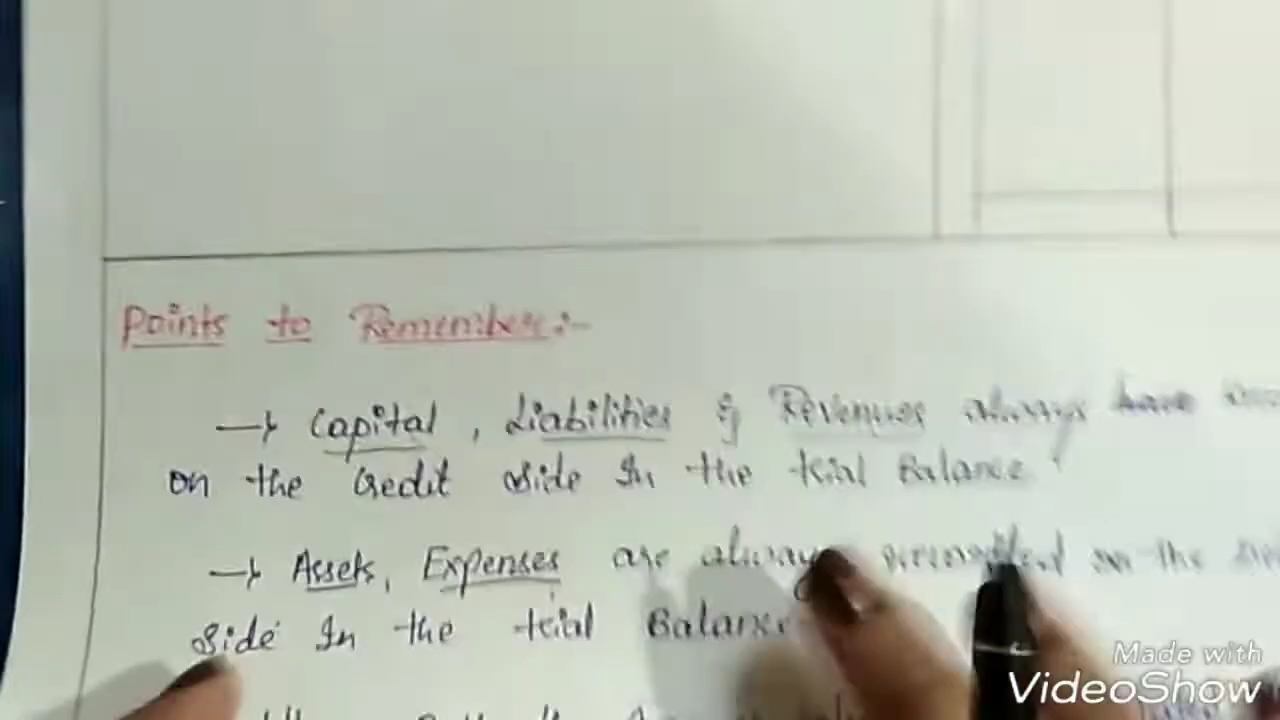 Points to Remember:-
→ Capital, Liabilities & Revenues always have
on the Credit side In the trial Balance
→ Assets, Expenses are always recorded on the
side In the trial Balance
Made with
VideoShow